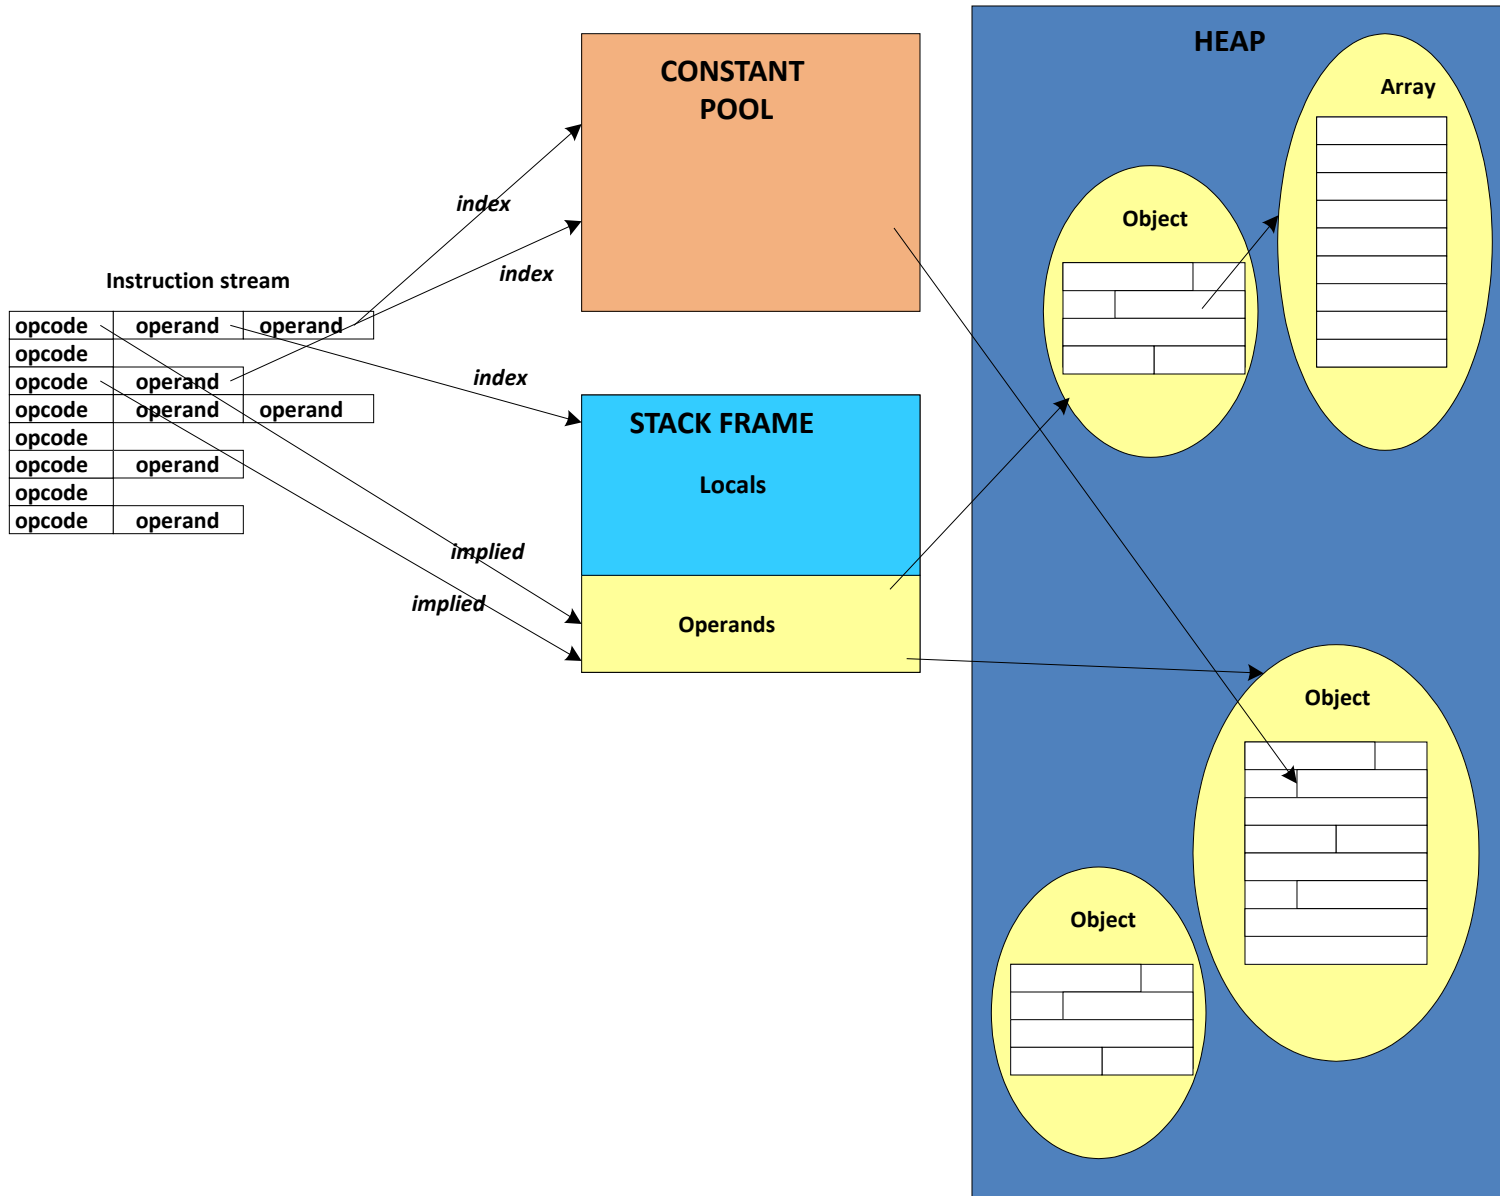 CONSTANT
POOL
HEAP
Array
Object
index
index
Instruction stream
opcode operand operand
opcode
opcode operand
opcode operand operand
opcode
opcode operand
opcode
opcode operand
index
STACK FRAME
Locals
implied
implied
Operands
Object
Object